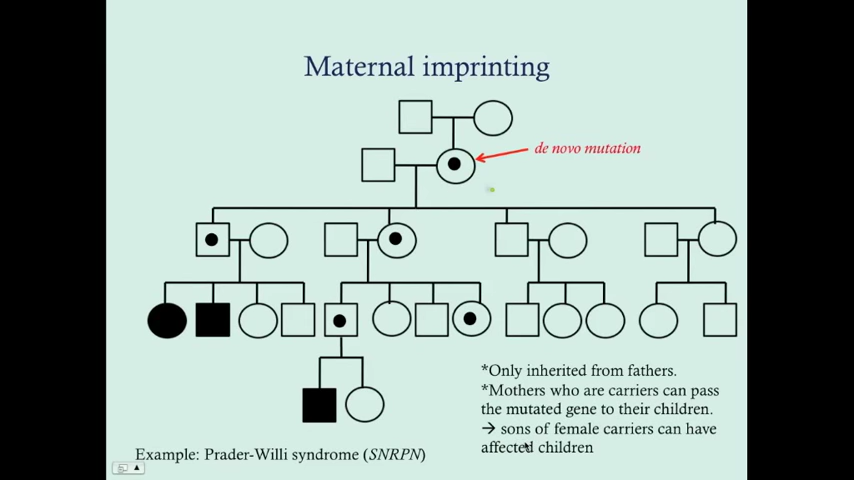 Maternal imprinting
de novo mutation
*Only inherited from fathers.
*Mothers who are carriers can pass
the mutated gene to their children.
→ sons of female carriers can have
affected children
Example: Prader-Willi syndrome (SNRPN)